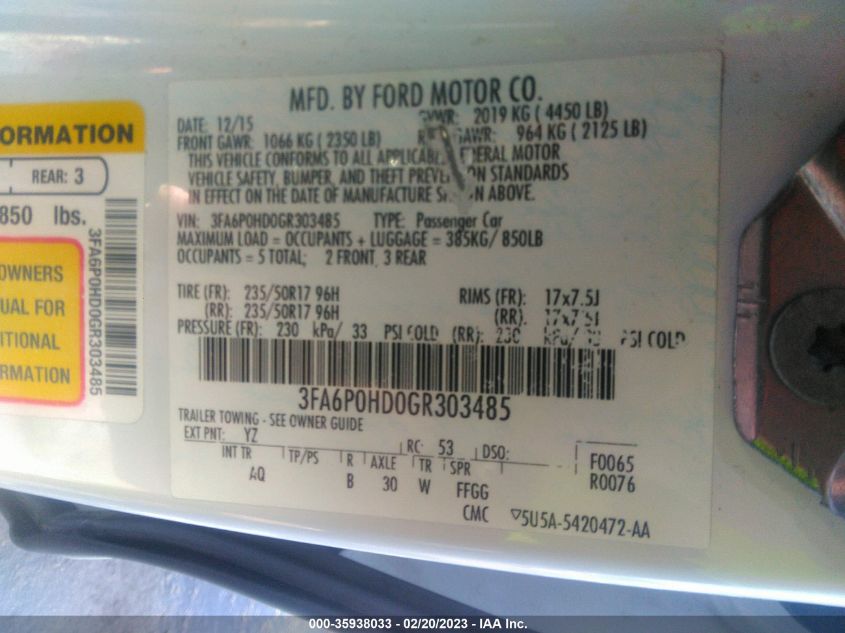 ORMATION
REAR: 3
850 lbs.
OWNERS
UAL FOR
ITIONAL
ORMATION
3FA6P0HD0GR303485
MFD. BY FORD MOTOR CO.
DATE: 12/15 GVWR: 2019 KG ( 4450 LB)
FRONT GAWR: 1066 KG ( 2350 LB) GAWR: 964 KG ( 2125 LB)
THIS VEHICLE CONFORMS TO ALL MOTOR
VEHICLE SAFETY, BUMPER, AND THEFT STANDARDS
IN EFFECT ON THE DATE OF MANUFACTURE ABOVE.
VIN: 3FA6P0HD0GR303485 TYPE: Passenger Car
MAXIMUM LOAD = OCCUPANTS + LUGGAGE = 385KG/ 850LB
OCCUPANTS = 5 TOTAL; 2 FRONT, 3 REAR
TIRE (FR): 235/50R17 96H RIMS (FR): 17x7.5J
(RR): 235/50R17 96H (RR):
PRESSURE (FR): 230 kPa/ 33 PSI COLD (RR): PSI COLD
3FA6P0HD0GR303485
TRAILER TOWING - SEE OWNER GUIDE
EXT PNT: YZ RC: 53 DSO: F0065
INT TR TP/PS R AXLE TR SPR R0076
AQ B 30 W FFGG
CMC 5U5A-5420472-AA
000-35938033 - 02/20/2023 - IAA Inc.